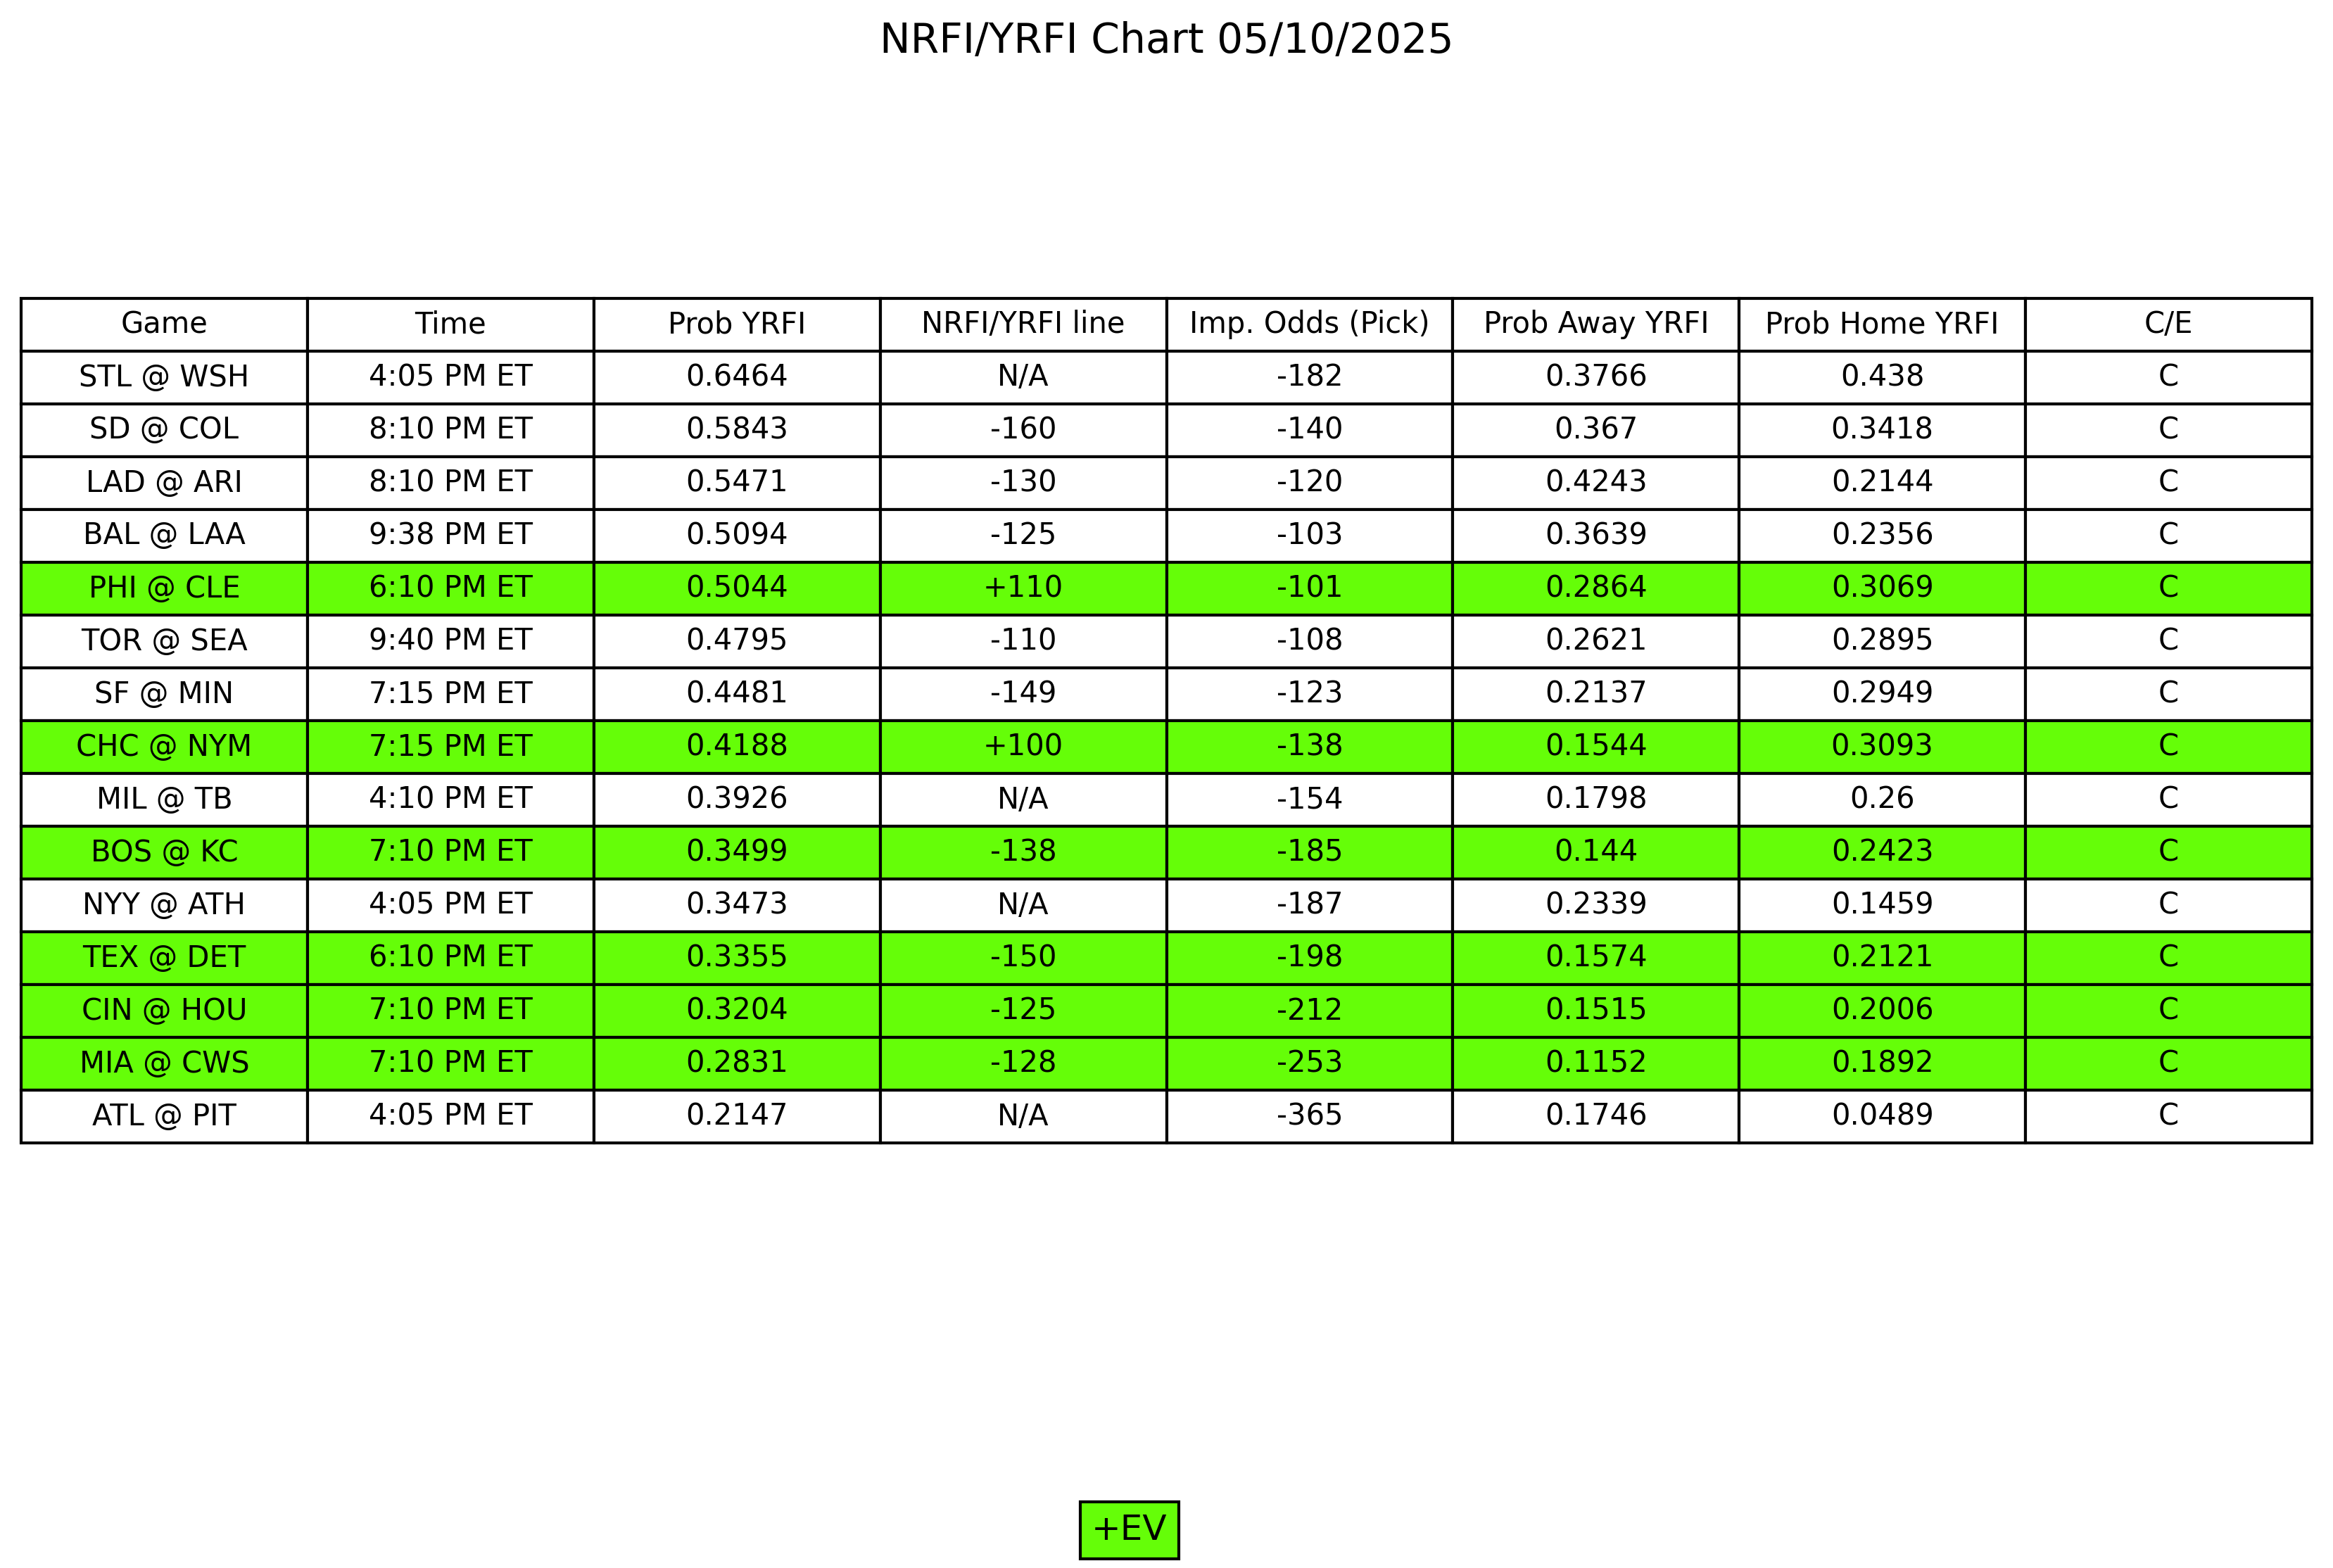 NRFI/YRFI Chart 05/10/2025
Game Time Prob YRFI NRFI/YRFI line Imp. Odds (Pick) Prob Away YRFI Prob Home YRFI C/E
STL @ WSH 4:05 PM ET 0.6464 N/A -182 0.3766 0.438 C
SD @ COL 8:10 PM ET 0.5843 -160 -140 0.367 0.3418 C
LAD @ ARI 8:10 PM ET 0.5471 -130 -120 0.4243 0.2144 C
BAL @ LAA 9:38 PM ET 0.5094 -125 -103 0.3639 0.2356 C
PHI @ CLE 6:10 PM ET 0.5044 +110 -101 0.2864 0.3069 C
TOR @ SEA 9:40 PM ET 0.4795 -110 -108 0.2621 0.2895 C
SF @ MIN 7:15 PM ET 0.4481 -149 -123 0.2137 0.2949 C
CHC @ NYM 7:15 PM ET 0.4188 +100 -138 0.1544 0.3093 C
MIL @ TB 4:10 PM ET 0.3926 N/A -154 0.1798 0.26 C
BOS @ KC 7:10 PM ET 0.3499 -138 -185 0.144 0.2423 C
NYY @ ATH 4:05 PM ET 0.3473 N/A -187 0.2339 0.1459 C
TEX @ DET 6:10 PM ET 0.3355 -150 -198 0.1574 0.2121 C
CIN @ HOU 7:10 PM ET 0.3204 -125 -212 0.1515 0.2006 C
MIA @ CWS 7:10 PM ET 0.2831 -128 -253 0.1152 0.1892 C
ATL @ PIT 4:05 PM ET 0.2147 N/A -365 0.1746 0.0489 C
+EV